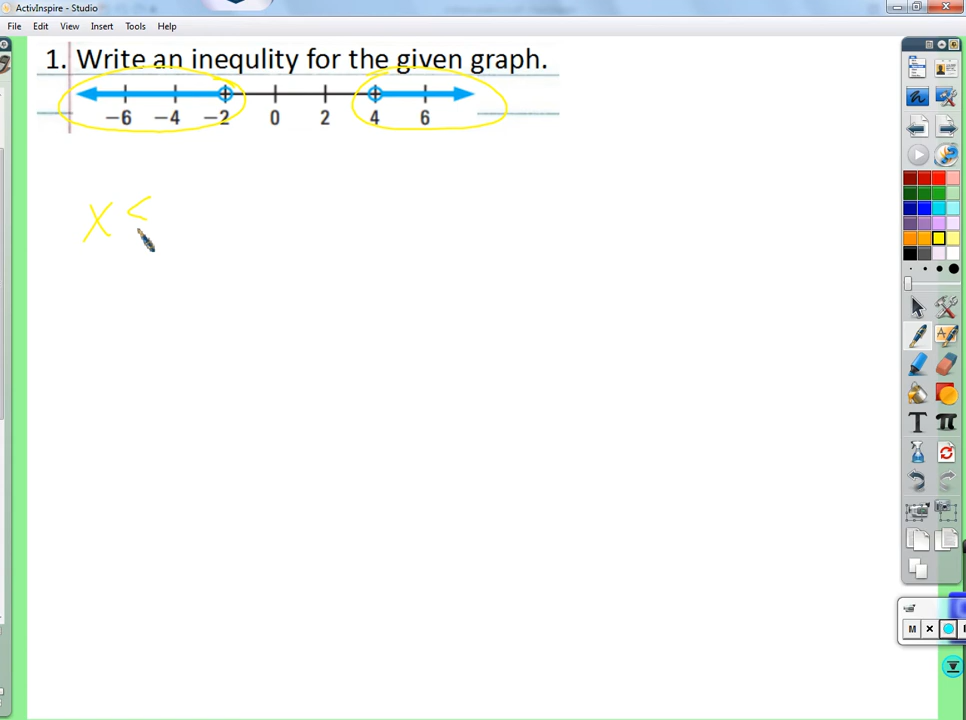 ActivInspire - Studio
File Edit View Insert Tools Help
1. Write an inequlity for the given graph.
−6 −4 −2 0 2 4 6
x <
T π
M ×